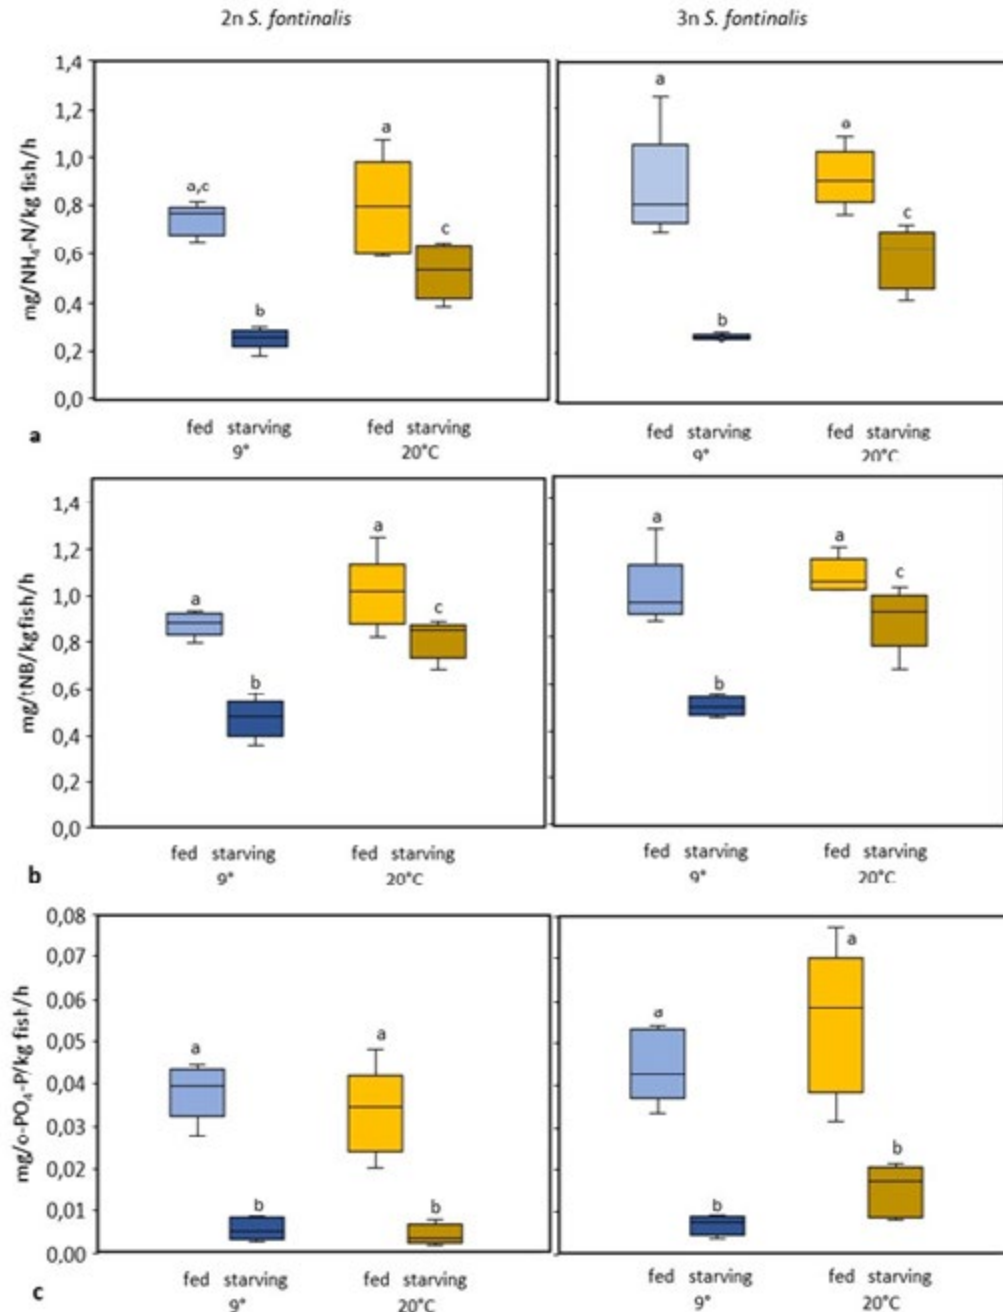 2n S. fontinalis 3n S. fontinalis
mg/NH₄-N/kg fish/h
1,4
1,2
1,0
0,8
0,6
0,4
0,2
0,0
a,c
b
a
c
a
b
a
c
fed starving fed starving
9° 20°C
fed starving fed starving
9° 20°C
a
mg/tNB/kgfish/h
1,4
1,2
1,0
0,8
0,6
0,4
0,2
0,0
a
b
a
c
a
b
a
c
fed starving fed starving
9° 20°C
fed starving fed starving
9° 20°C
b
mg/o-PO₄-P/kg fish/h
0,08
0,07
0,06
0,05
0,04
0,03
0,02
0,01
0,00
a
b
a
b
a
b
a
b
fed starving fed starving
9° 20°C
fed starving fed starving
9° 20°C
c